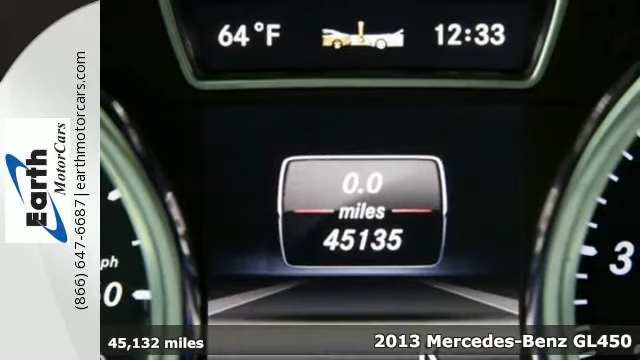 64°F
12:33
0.0
miles
45135
ph
0
3
Earth
MotorCars
(866) 647-6687|earthmotorcars.com
45,132 miles
2013 Mercedes-Benz GL450